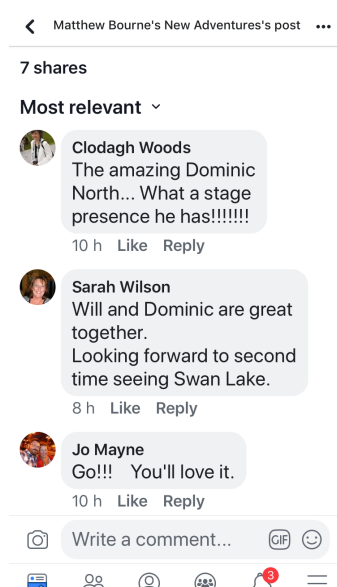 Matthew Bourne's New Adventures's post
7 shares
Most relevant
Clodagh Woods
The amazing Dominic
North... What a stage
presence he has!!!!!!!
10 h Like Reply
Sarah Wilson
Will and Dominic are great
together.
Looking forward to second
time seeing Swan Lake.
8 h Like Reply
Jo Mayne
Go!!! You'll love it.
10 h Like Reply
Write a comment...
GIF
3